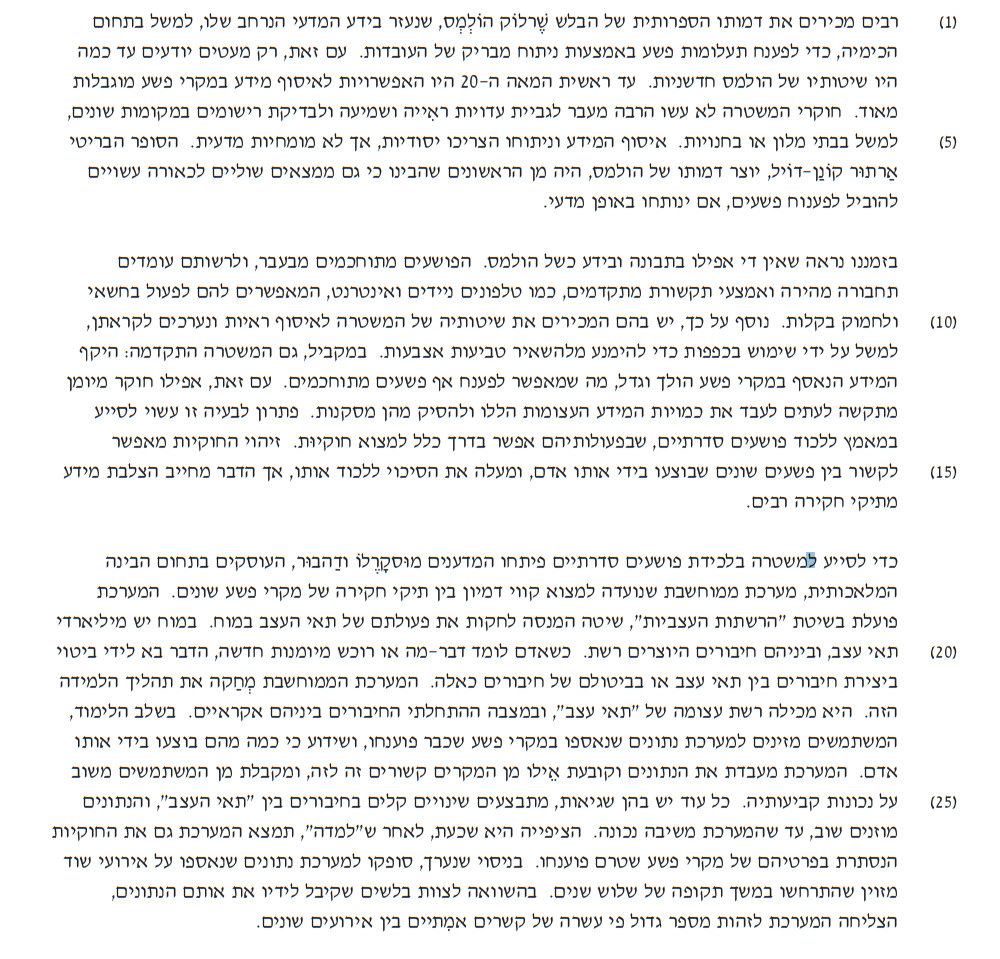 (1) רבים מכירים את דמותו הספרותית של הבלש שֶׁרלוֹק הוֹלְמְס, שנעזר בידע המדעי הנרחב שלו, למשל בתחום
הכימיה, כדי לפענח תעלומות פשע באמצעות ניתוח מבריק של העובדות. עם זאת, רק מעטים יודעים עד כמה
היו שיטותיו של הולמס חדשניות. עד ראשית המאה ה-20 היו האפשרויות לאיסוף מידע במקרי פשע מוגבלות
מאוד. חוקרי המשטרה לא עשו הרבה מעבר לגביית עדויות ראִייה ושמיעה ולבדיקת רישומים במקומות שונים,
(5) למשל בבתי מלון או בחנויות. איסוף המידע וניתוחו הצריכו יסודיות, אך לא מומחיות מדעית. הסופר הבריטי
אַרתוּר קוֹנַן-דוֹיל, יוצר דמותו של הולמס, היה מן הראשונים שהבינו כי גם ממצאים שוליים לכאורה עשויים
להוביל לפענוח פשעים, אם ינותחו באופן מדעי.
בזמננו נראה שאין די אפילו בתבונה ובידע כשל הולמס. הפושעים מתוחכמים מבעבר, ולרשותם עומדים
תחבורה מהירה ואמצעי תקשורת מתקדמים, כמו טלפונים ניידים ואינטרנט, המאפשרים להם לפעול בחשאי
(10) ולחמוק בקלות. נוסף על כך, יש בהם המכירים את שיטותיה של המשטרה לאיסוף ראיות ונערכים לקראתן,
למשל על ידי שימוש בכפפות כדי להימנע מלהשאיר טביעות אצבעות. במקביל, גם המשטרה התקדמה: היקף
המידע הנאסף במקרי פשע הולך וגדל, מה שמאפשר לפענח אף פשעים מתוחכמים. עם זאת, אפילו חוקר מיומן
מתקשה לעתים לעבד את כמויות המידע העצומות הללו ולהסיק מהן מסקנות. פתרון לבעיה זו עשוי לסייע
במאמץ ללכוד פושעים סדרתיים, שבפעולותיהם אפשר בדרך כלל למצוא חוקיוּת. זיהוי החוקיות מאפשר
(15) לקשור בין פשעים שונים שבוצעו בידי אותו אדם, ומעלה את הסיכוי ללכוד אותו, אך הדבר מחייב הצלבת מידע
מתיקי חקירה רבים.
כדי לסייע למשטרה בלכידת פושעים סדרתיים פיתחו המדענים מוּסקָרֶלוֹ ודַהבּוּר, העוסקים בתחום הבינה
המלאכותית, מערכת ממוחשבת שנועדה למצוא קווי דמיון בין תיקי חקירה של מקרי פשע שונים. המערכת
פועלת בשיטת "הרשתות העצביות", שיטה המנסה לחקות את פעולתם של תאי העצב במוח. במוח יש מיליארדי
(20) תאי עצב, וביניהם חיבורים היוצרים רשת. כשאדם לומד דבר-מה או רוכש מיומנות חדשה, הדבר בא לידי ביטוי
ביצירת חיבורים בין תאי עצב או בביטולם של חיבורים כאלה. המערכת הממוחשבת מְחַקה את תהליך הלמידה
הזה. היא מכילה רשת עצומה של "תאי עצב", ובמצבה ההתחלתי החיבורים ביניהם אקראיים. בשלב הלימוד,
המשתמשים מזינים למערכת נתונים שנאספו במקרי פשע שכבר פוענחו, ושידוע כי כמה מהם בוצעו בידי אותו
אדם. המערכת מעבדת את הנתונים וקובעת אֵילו מן המקרים קשורים זה לזה, ומקבלת מן המשתמשים משוב
(25) על נכונות קביעותיה. כל עוד יש בהן שגיאות, מתבצעים שינויים קלים בחיבורים בין "תאי העצב", והנתונים
מוזנים שוב, עד שהמערכת משיבה נכונה. הציפייה היא שכעת, לאחר ש"למדה", תמצא המערכת גם את החוקיות
הנסתרת בפרטיהם של מקרי פשע שטרם פוענחו. בניסוי שנערך, סופקו למערכת נתונים שנאספו על אירועי שוד
מזוין שהתרחשו במשך תקופה של שלוש שנים. בהשוואה לצוות בלשים שקיבל לידיו את אותם הנתונים,
הצליחה המערכת לזהות מספר גדול פי עשרה של קשרים אמִתיים בין אירועים שונים.